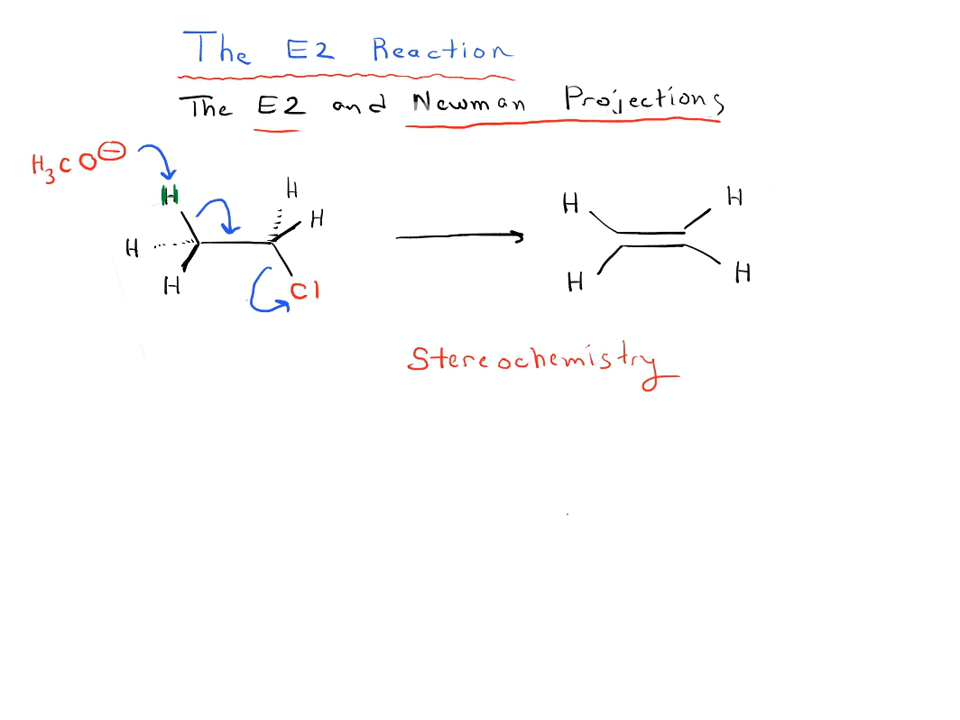 The E2 Reaction
The E2 and Newman Projections
H₃CO⊖
H
H
H
H
H
Cl
H
H
H
H
Stereochemistry